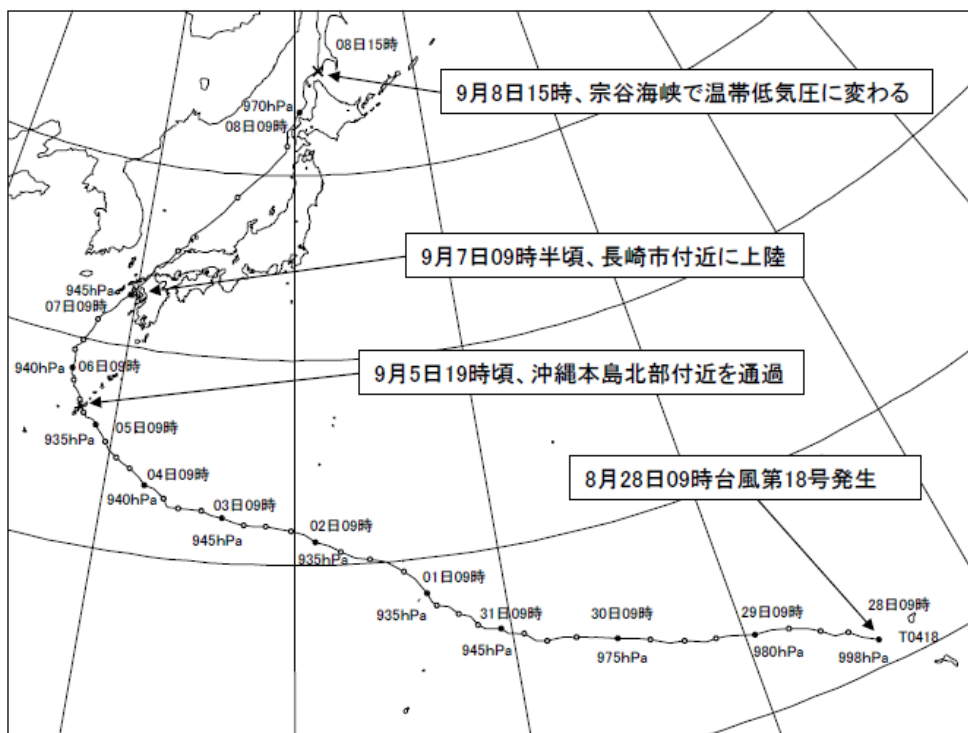 08日15時
9月8日15時、宗谷海峡で温帯低気圧に変わる
970hPa
08日09時
9月7日09時半頃、長崎市付近に上陸
945hPa
07日09時
940hPa
06日09時
9月5日19時頃、沖縄本島北部付近を通過
05日09時
935hPa
04日09時
940hPa
03日09時
945hPa
02日09時
935hPa
01日09時
935hPa
8月28日09時台風第18号発生
31日09時
945hPa
30日09時
975hPa
29日09時
980hPa
28日09時
T0418
998hPa